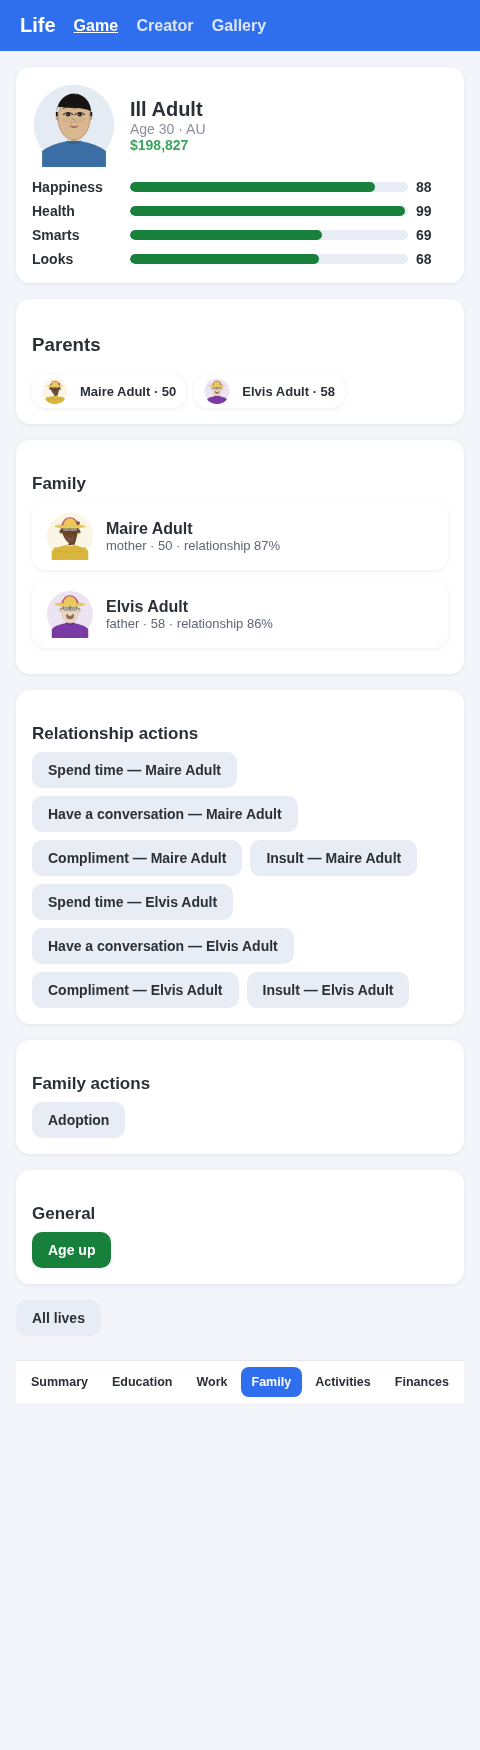 Life Game Creator Gallery
Ill Adult
Age 30 · AU
$198,827
Happiness 88
Health 99
Smarts 69
Looks 68
Parents
Maire Adult · 50 Elvis Adult · 58
Family
Maire Adult
mother · 50 · relationship 87%
Elvis Adult
father · 58 · relationship 86%
Relationship actions
Spend time — Maire Adult
Have a conversation — Maire Adult
Compliment — Maire Adult Insult — Maire Adult
Spend time — Elvis Adult
Have a conversation — Elvis Adult
Compliment — Elvis Adult Insult — Elvis Adult
Family actions
Adoption
General
Age up
All lives
Summary Education Work Family Activities Finances